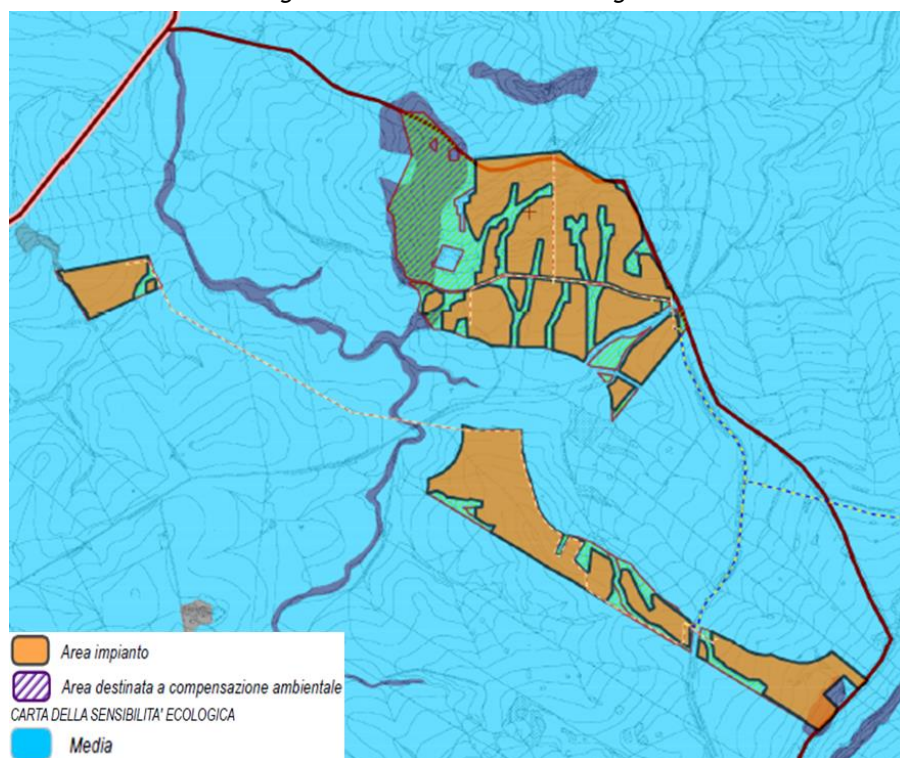 Area impianto
Area destinata a compensazione ambientale
CARTA DELLA SENSIBILITA' ECOLOGICA
Media